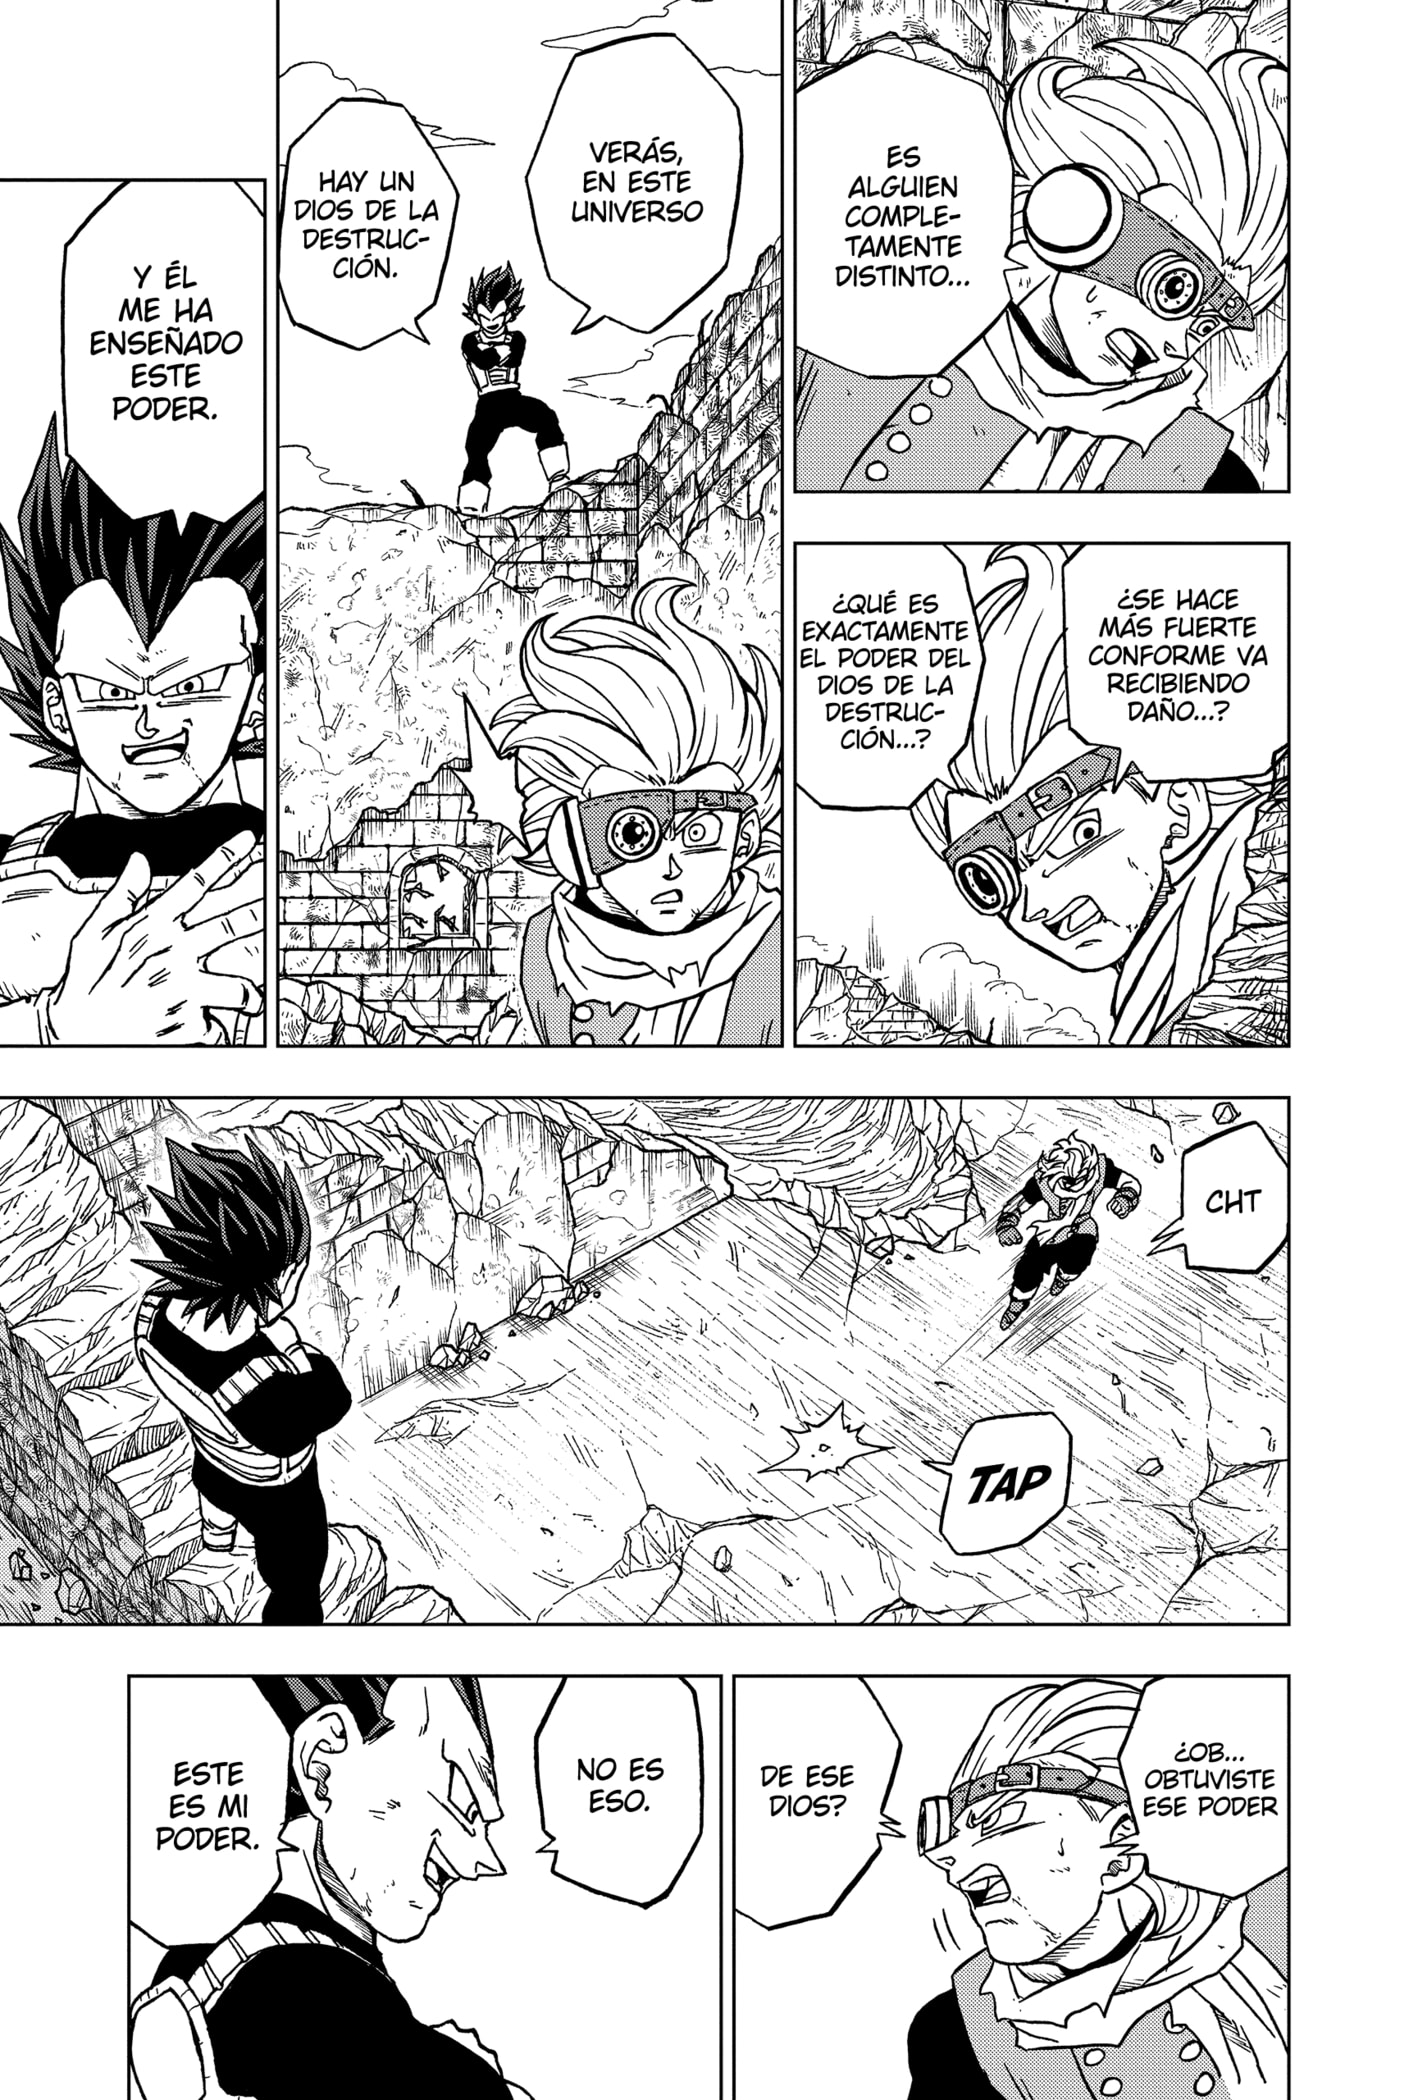 ES
ALGUIEN
COMPLE-
TAMENTE
DISTINTO...
¿SE HACE
MÁS FUERTE
CONFORME VA
RECIBIENDO
DAÑO...?
¿QUÉ ES
EXACTAMENTE
EL PODER DEL
DIOS DE LA
DESTRUC-
CIÓN...?
VERÁS,
EN ESTE
UNIVERSO
HAY UN
DIOS DE LA
DESTRUC-
CIÓN.
Y ÉL
ME HA
ENSEÑADO
ESTE
PODER.
CHT
TAP
¿OB...
OBTUVISTE
ESE PODER
DE ESE
DIOS?
NO ES
ESO.
ESTE
ES MI
PODER.